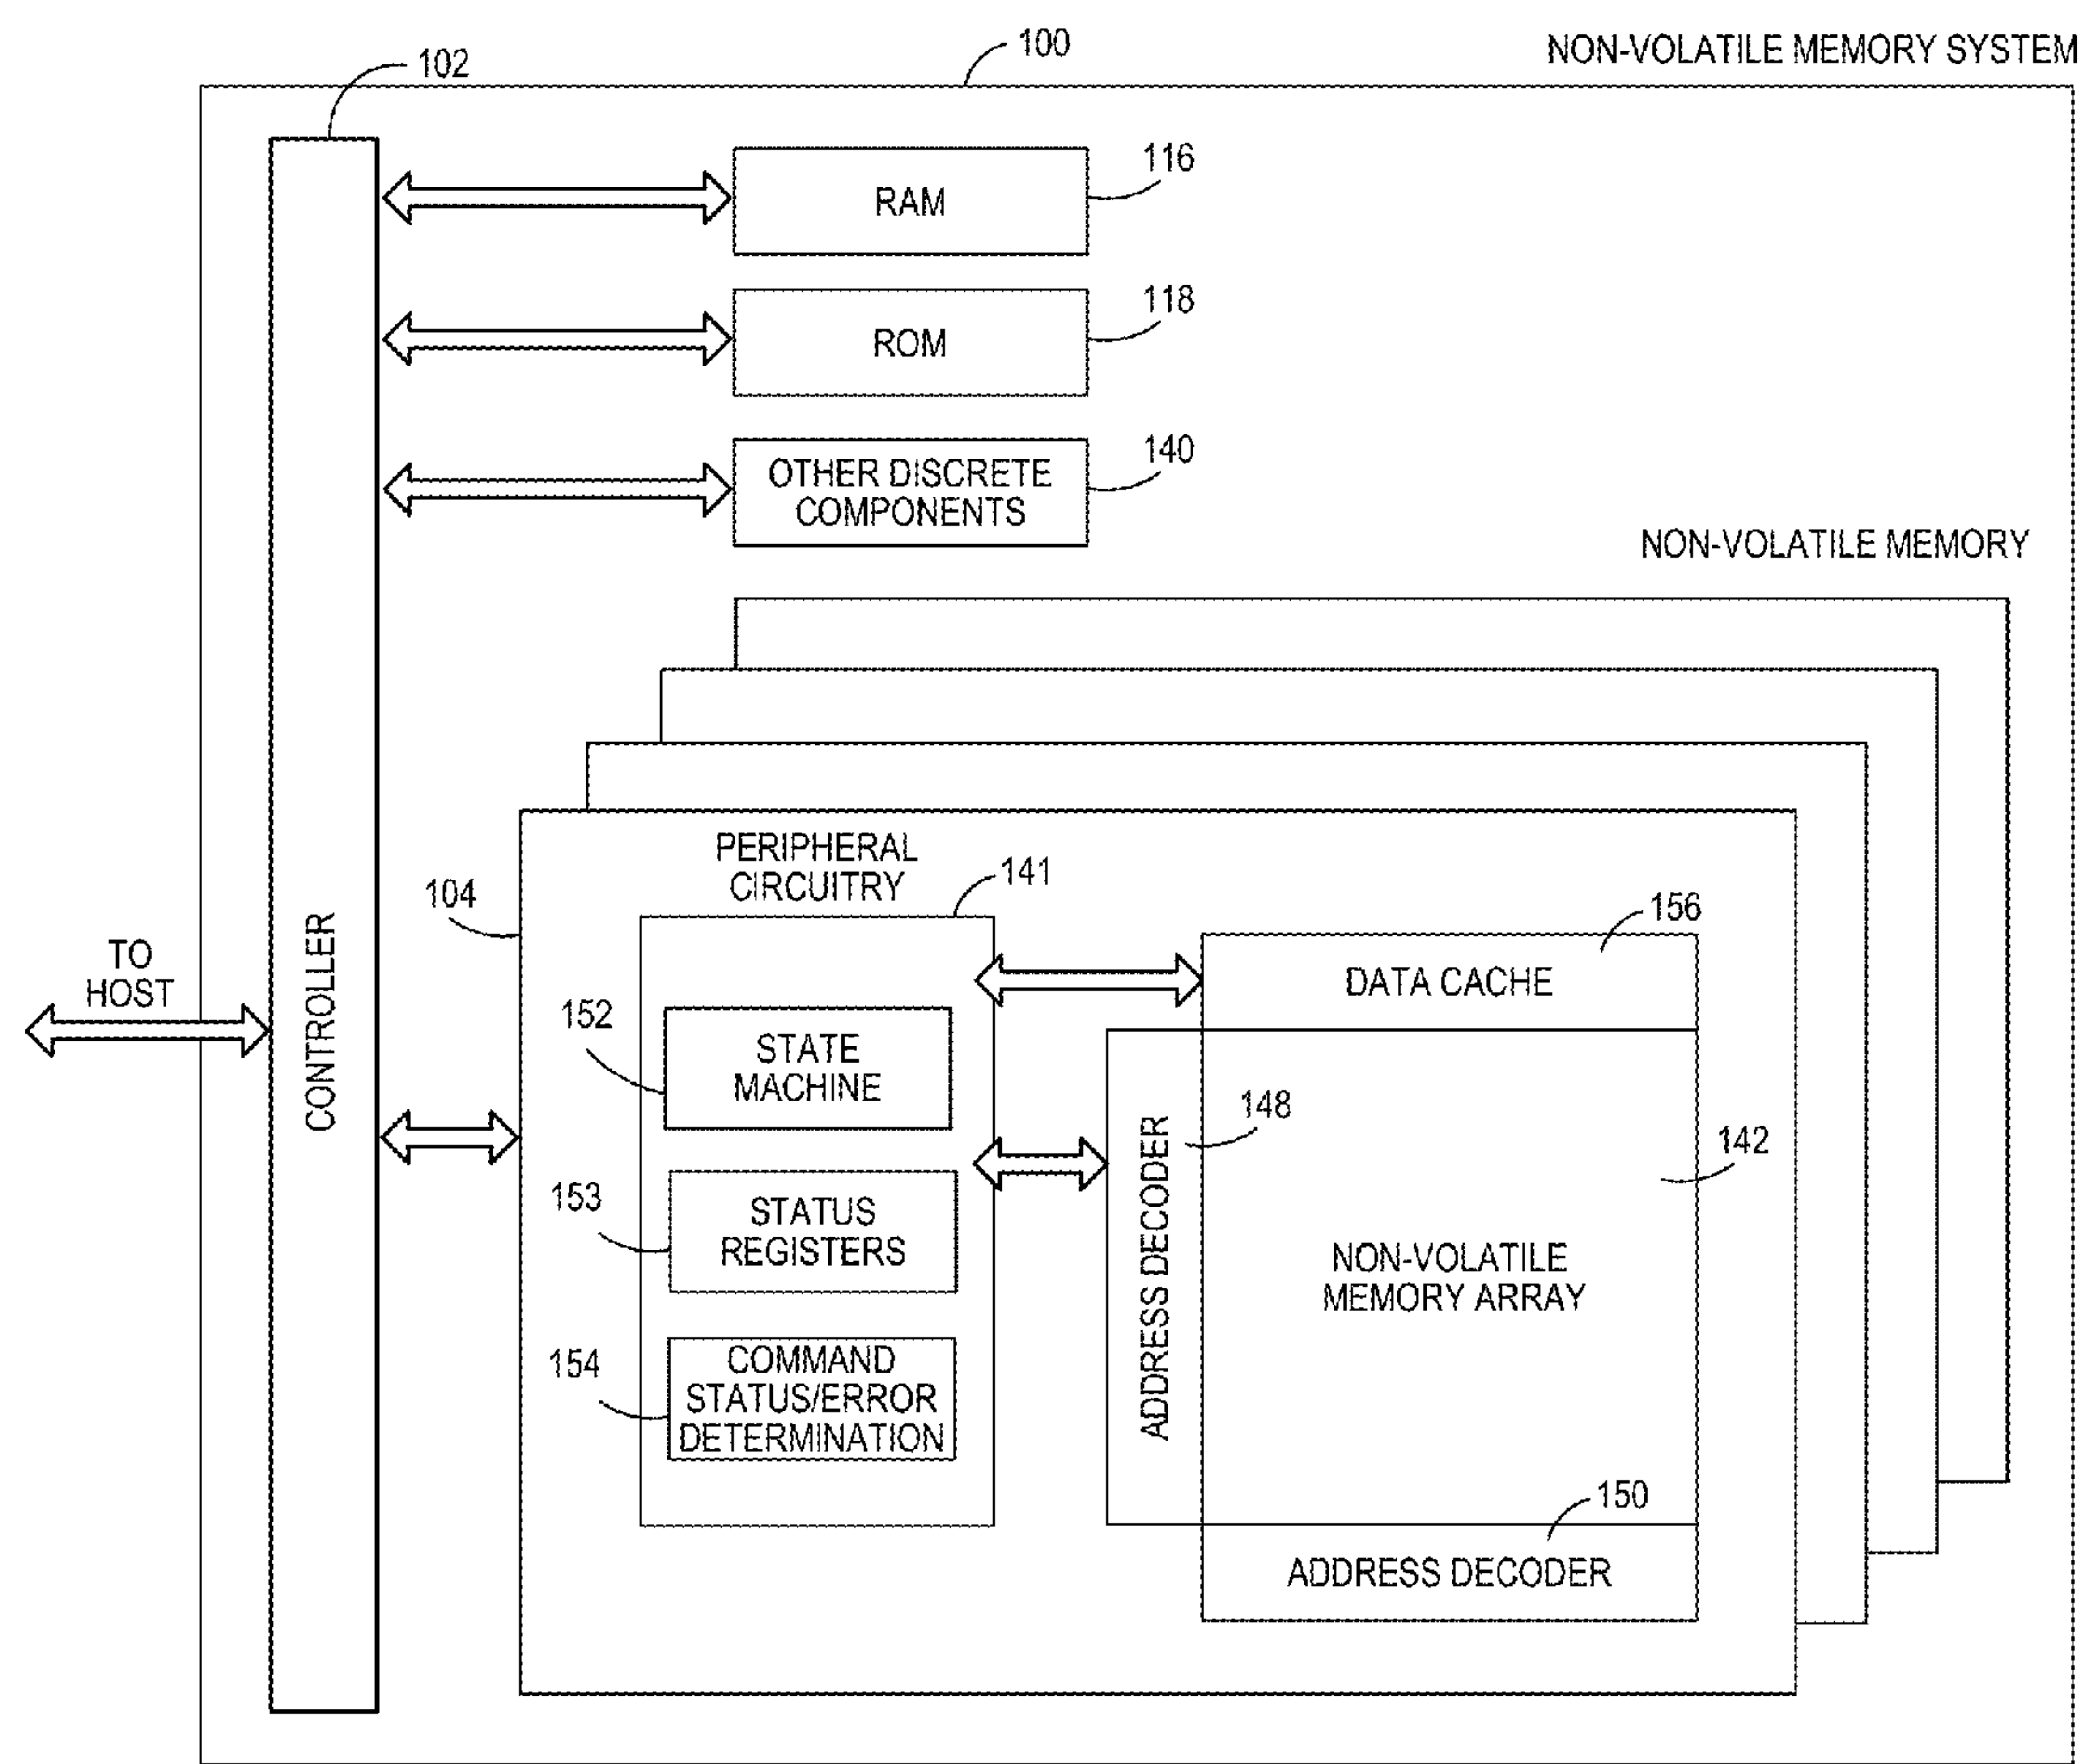 100
NON-VOLATILE MEMORY SYSTEM
102
116
RAM
118
ROM
140
OTHER DISCRETE
COMPONENTS
NON-VOLATILE MEMORY
PERIPHERAL
CIRCUITRY
141
104
156
DATA CACHE
TO
HOST
CONTROLLER
152
STATE
MACHINE
148
ADDRESS DECODER
142
153
STATUS
REGISTERS
NON-VOLATILE
MEMORY ARRAY
154
COMMAND
STATUS/ERROR
DETERMINATION
150
ADDRESS DECODER